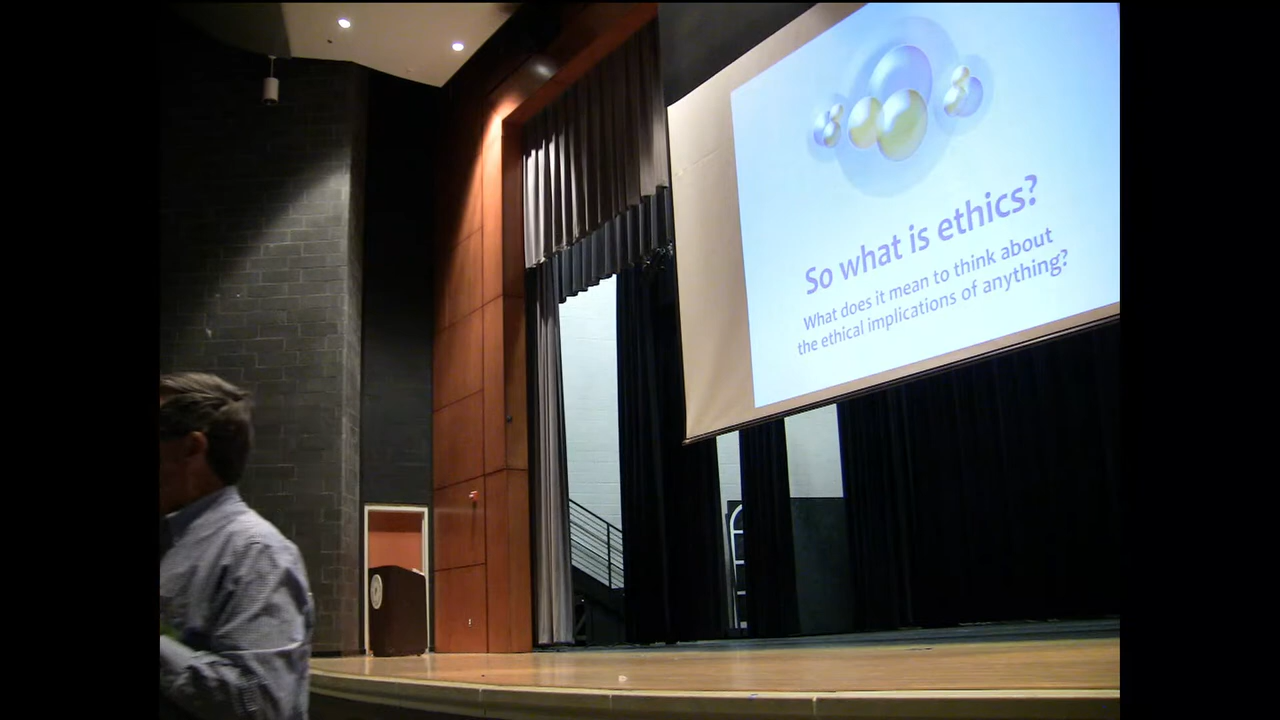 So what is ethics?
What does it mean to think about
the ethical implications of anything?